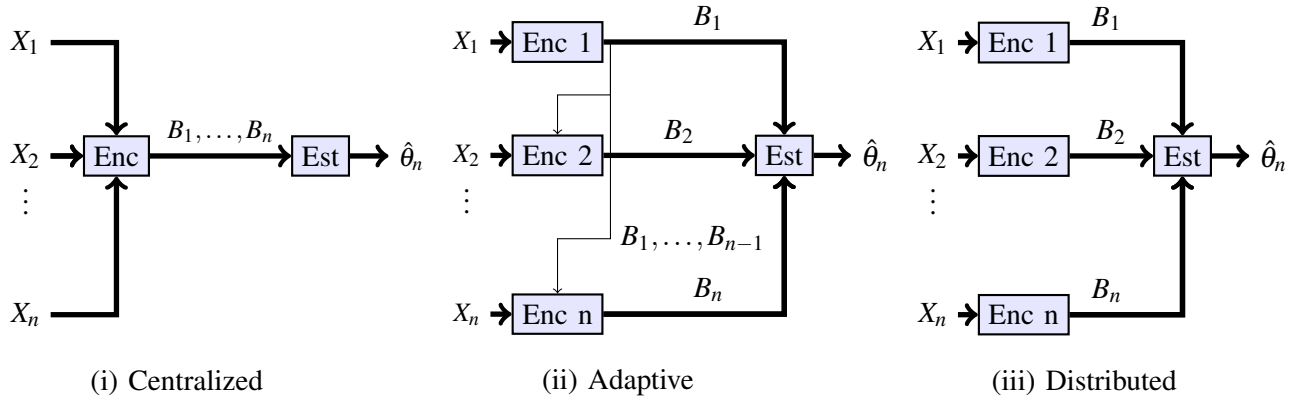 X₁
X₂
⋮
Xₙ
Enc
B₁,…,Bₙ
Est
θ̂ₙ
(i) Centralized
X₁
Enc 1
B₁
X₂
Enc 2
B₂
Est
θ̂ₙ
⋮
B₁,…,Bₙ₋₁
Xₙ
Enc n
Bₙ
(ii) Adaptive
X₁
Enc 1
B₁
X₂
Enc 2
B₂
Est
θ̂ₙ
⋮
Xₙ
Enc n
Bₙ
(iii) Distributed